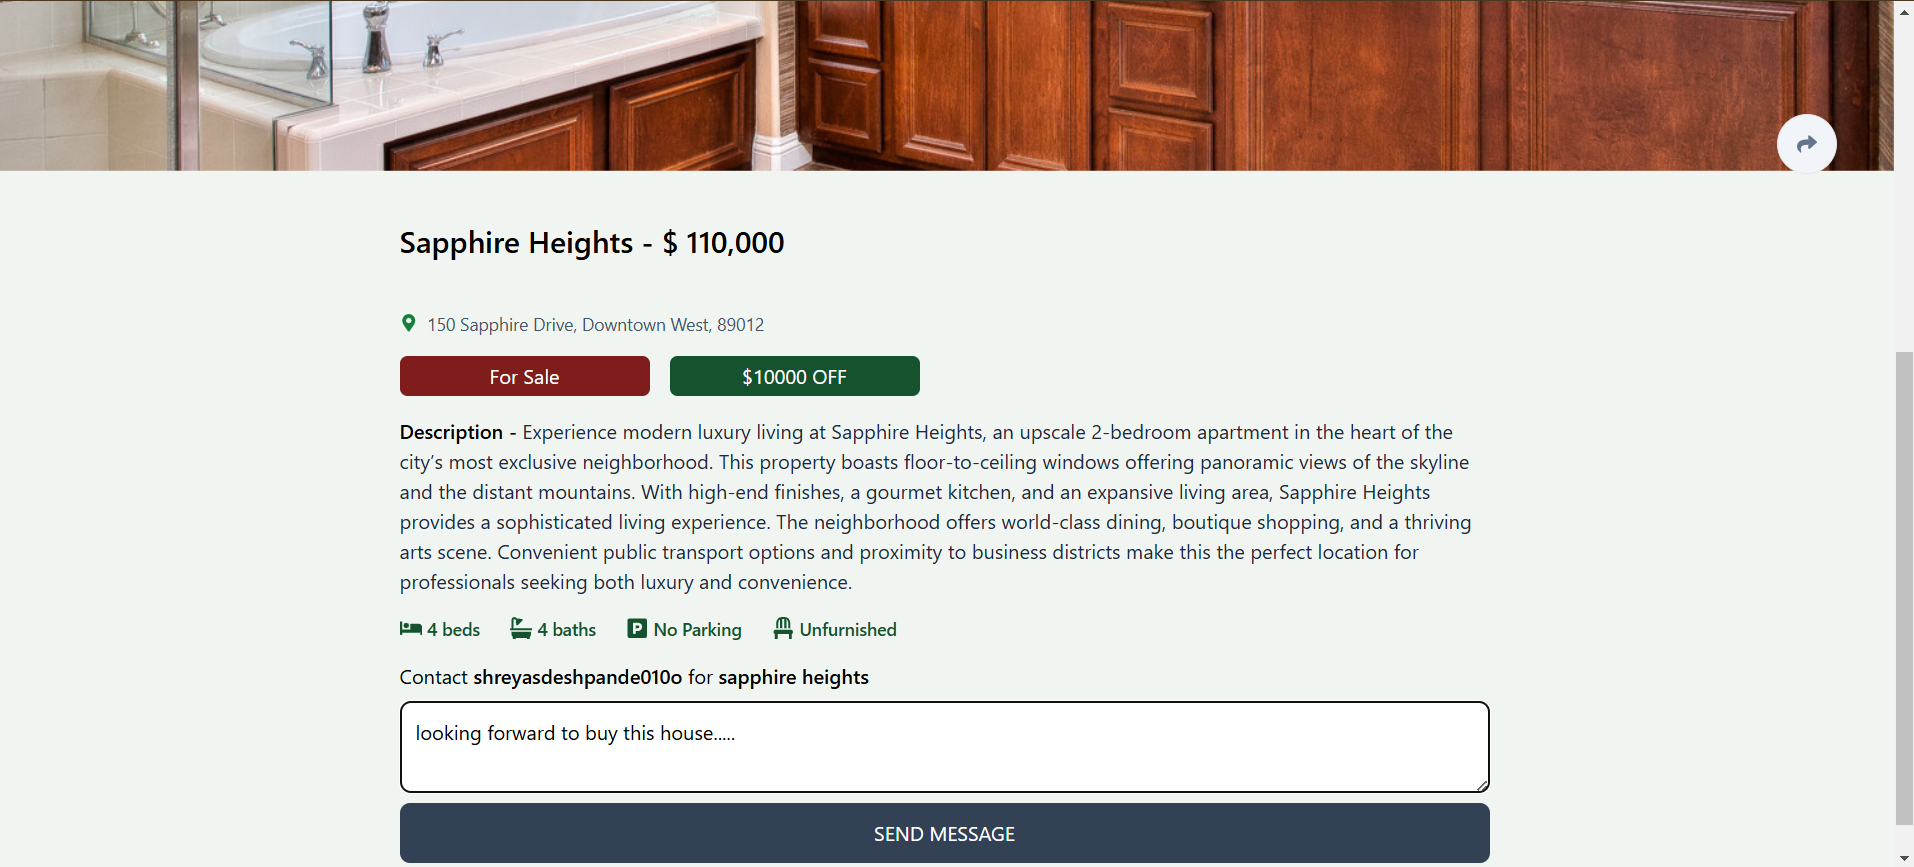 Sapphire Heights - $ 110,000
150 Sapphire Drive, Downtown West, 89012
For Sale
$10000 OFF
Description - Experience modern luxury living at Sapphire Heights, an upscale 2-bedroom apartment in the heart of the
city’s most exclusive neighborhood. This property boasts floor-to-ceiling windows offering panoramic views of the skyline
and the distant mountains. With high-end finishes, a gourmet kitchen, and an expansive living area, Sapphire Heights
provides a sophisticated living experience. The neighborhood offers world-class dining, boutique shopping, and a thriving
arts scene. Convenient public transport options and proximity to business districts make this the perfect location for
professionals seeking both luxury and convenience.
4 beds 4 baths P No Parking Unfurnished
Contact shreyasdeshpande010o for sapphire heights
looking forward to buy this house.....
SEND MESSAGE